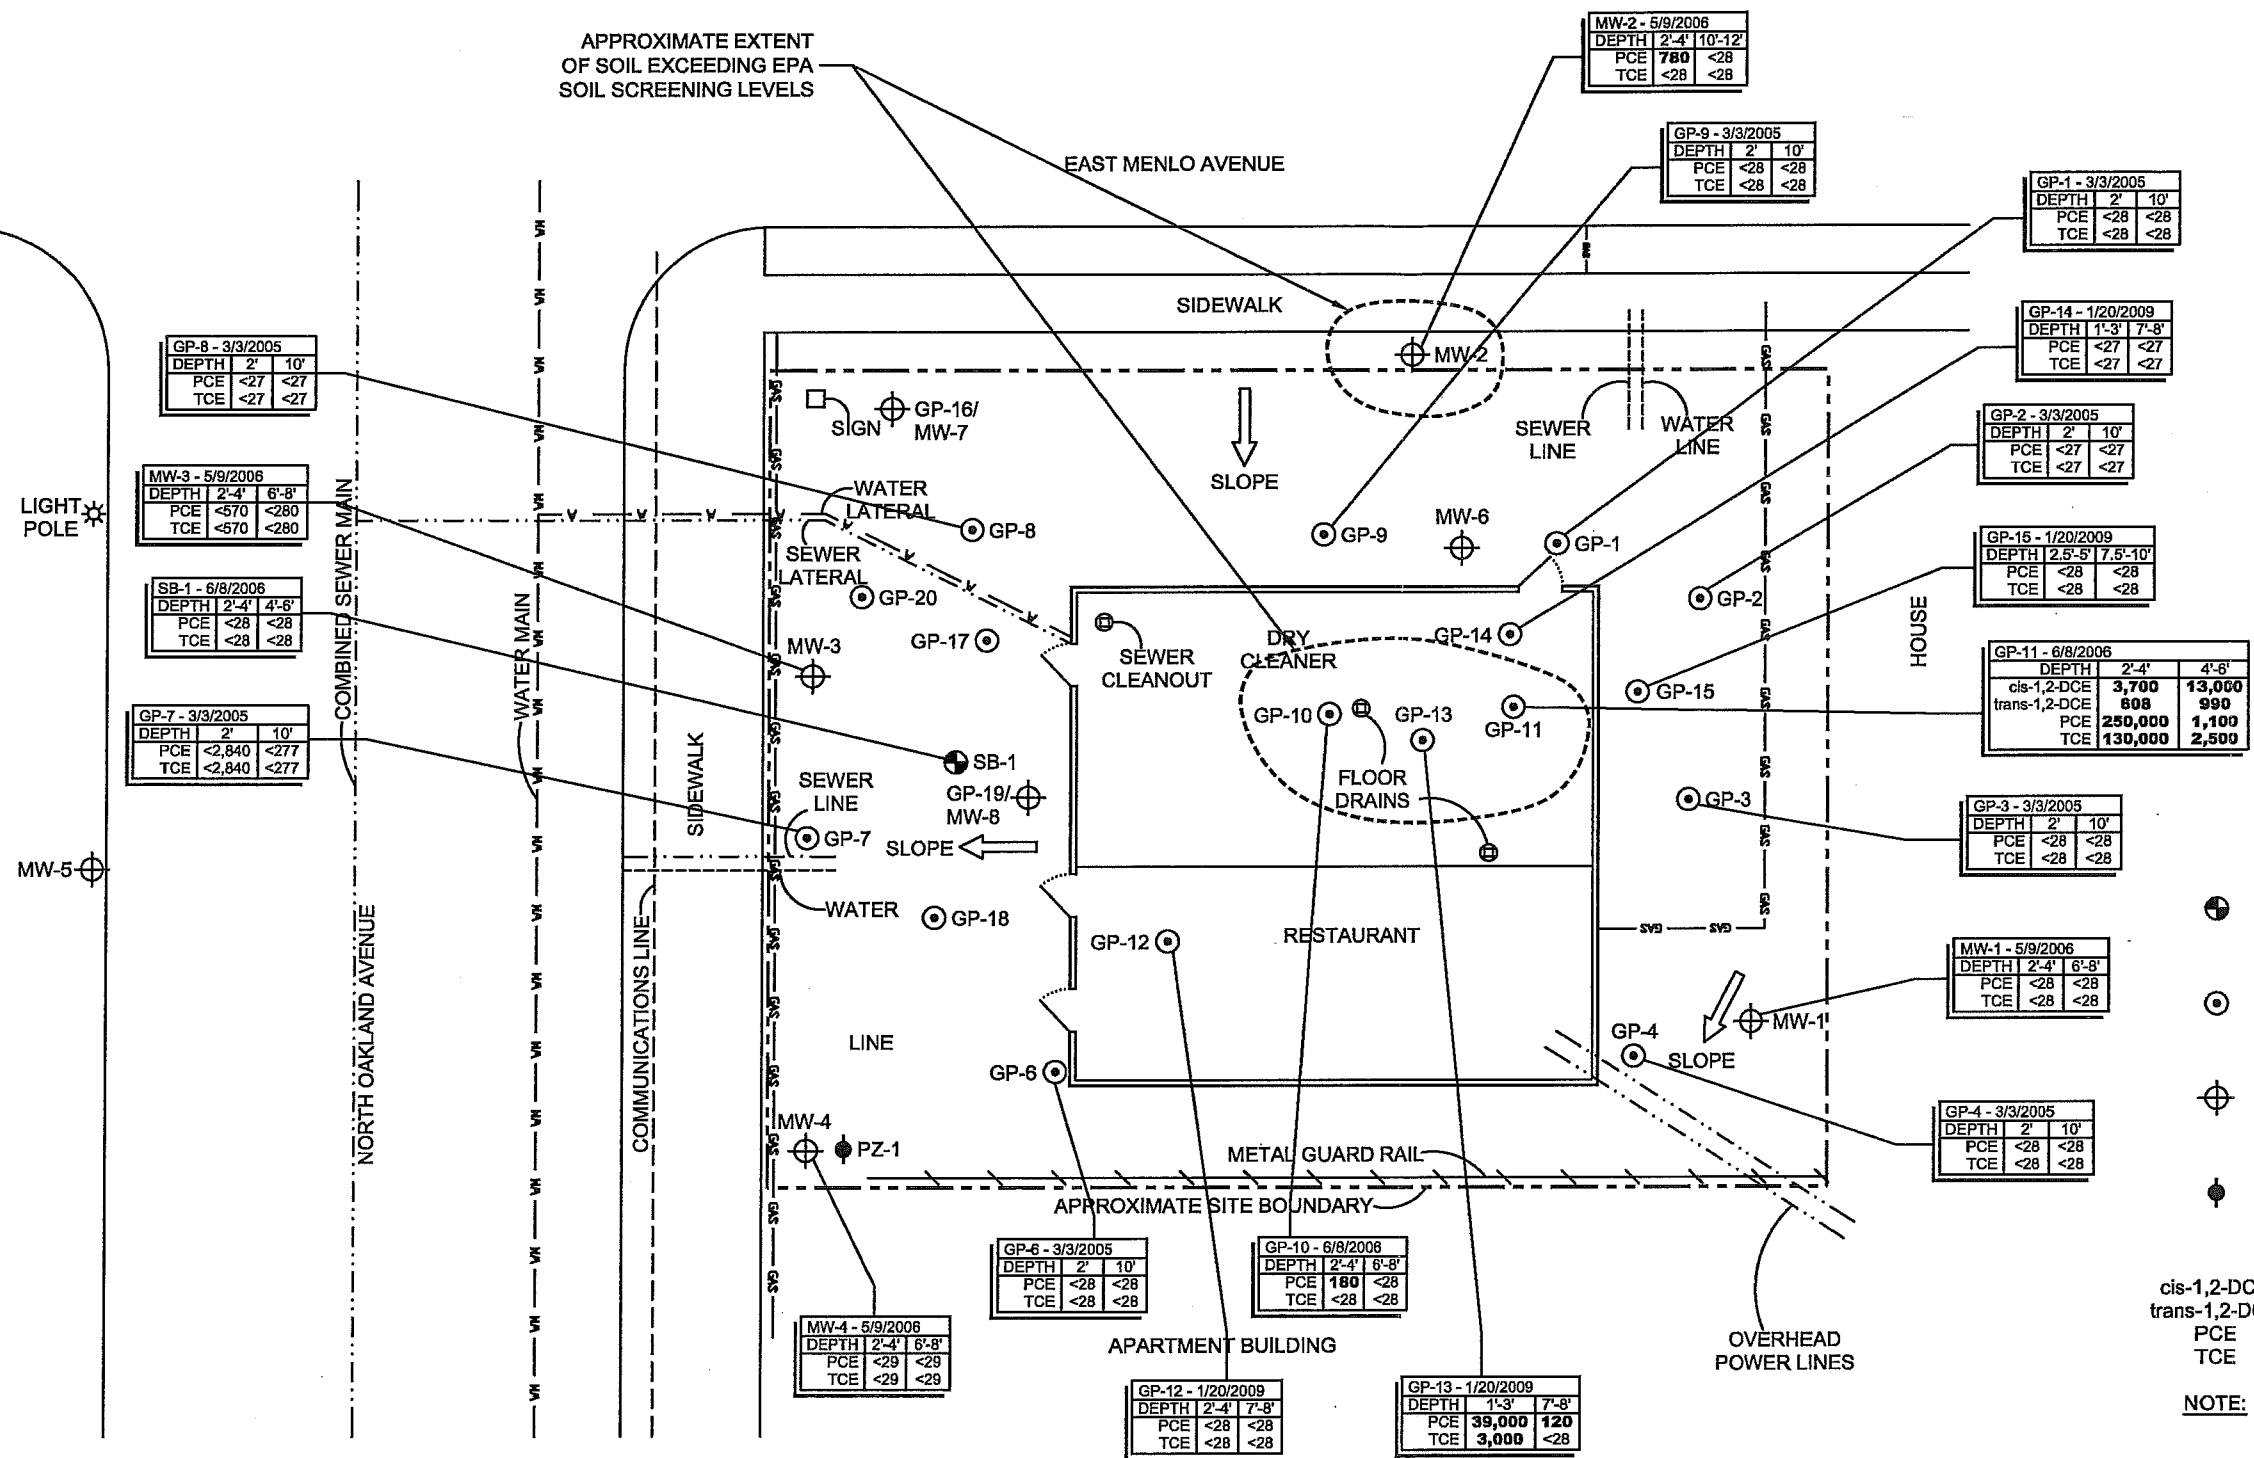 APPROXIMATE EXTENT
OF SOIL EXCEEDING EPA
SOIL SCREENING LEVELS
MW-2 - 5/9/2006
DEPTH 2'-4' 10'-12'
PCE 780 <28
TCE <28 <28
GP-9 - 3/3/2005
DEPTH 2' 10'
PCE <28 <28
TCE <28 <28
EAST MENLO AVENUE
GP-1 - 3/3/2005
DEPTH 2' 10'
PCE <28 <28
TCE <28 <28
SIDEWALK
GP-14 - 1/20/2009
DEPTH 1'-3' 7'-8'
PCE <27 <27
TCE <27 <27
GP-8 - 3/3/2005
DEPTH 2' 10'
PCE <27 <27
TCE <27 <27
MW-2
SIGN
GP-16/
MW-7
SLOPE
SEWER
LINE
WATER
LINE
GP-2 - 3/3/2005
DEPTH 2' 10'
PCE <27 <27
TCE <27 <27
MW-3 - 5/9/2006
DEPTH 2'-4' 6'-8'
PCE <570 <280
TCE <570 <280
LIGHT
POLE
WATER
LATERAL
SEWER
LATERAL
GP-8
GP-9
MW-6
GP-1
GP-15 - 1/20/2009
DEPTH 2.5'-5' 7.5'-10'
PCE <28 <28
TCE <28 <28
SB-1 - 6/8/2006
DEPTH 2'-4' 4'-6'
PCE <28 <28
TCE <28 <28
COMBINED SEWER MAIN
WATER MAIN
GP-20
GP-17
GP-2
HOUSE
MW-3
SEWER
CLEANOUT
DRY
CLEANER
GP-14
GP-15
GP-11 - 6/8/2006
DEPTH 2'-4' 4'-6'
cis-1,2-DCE 3,700 13,000
trans-1,2-DCE 608 990
PCE 250,000 1,100
TCE 130,000 2,500
GP-7 - 3/3/2005
DEPTH 2' 10'
PCE <2,840 <277
TCE <2,840 <277
GP-10
GP-13
GP-11
SIDEWALK
SB-1
SEWER
LINE
GP-19/
MW-8
FLOOR
DRAINS
GP-3
GP-3 - 3/3/2005
DEPTH 2' 10'
PCE <28 <28
TCE <28 <28
GP-7
SLOPE
MW-5
WATER
GP-18
NORTH OAKLAND AVENUE
COMMUNICATIONS LINE
GP-12
RESTAURANT
GAS GAS
MW-1 - 5/9/2006
DEPTH 2'-4' 6'-8'
PCE <28 <28
TCE <28 <28
LINE
MW-1
GP-4
SLOPE
GP-6
GP-4 - 3/3/2005
DEPTH 2' 10'
PCE <28 <28
TCE <28 <28
MW-4
PZ-1
METAL GUARD RAIL
APPROXIMATE SITE BOUNDARY
GP-6 - 3/3/2005
DEPTH 2' 10'
PCE <28 <28
TCE <28 <28
GP-10 - 6/8/2006
DEPTH 2'-4' 6'-8'
PCE 180 <28
TCE <28 <28
MW-4 - 5/9/2006
DEPTH 2'-4' 6'-8'
PCE <29 <29
TCE <29 <29
APARTMENT BUILDING
OVERHEAD
POWER LINES
GP-12 - 1/20/2009
DEPTH 2'-4' 7'-8'
PCE <28 <28
TCE <28 <28
GP-13 - 1/20/2009
DEPTH 1'-3' 7'-8'
PCE 39,000 120
TCE 3,000 <28
cis-1,2-DC
trans-1,2-D
PCE
TCE
NOTE: